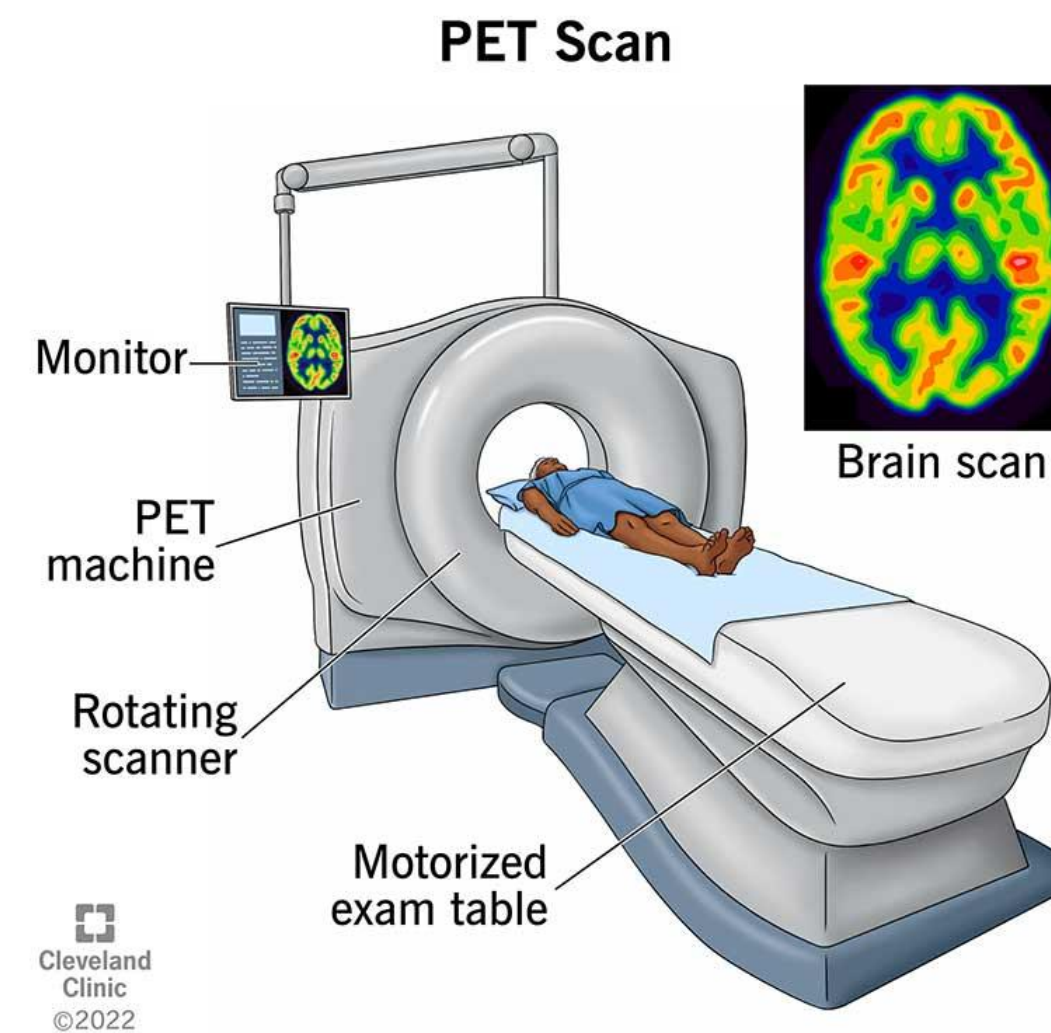 PET Scan
Monitor
Brain scan
PET
machine
Rotating
scanner
Motorized
exam table
Cleveland
Clinic
©2022